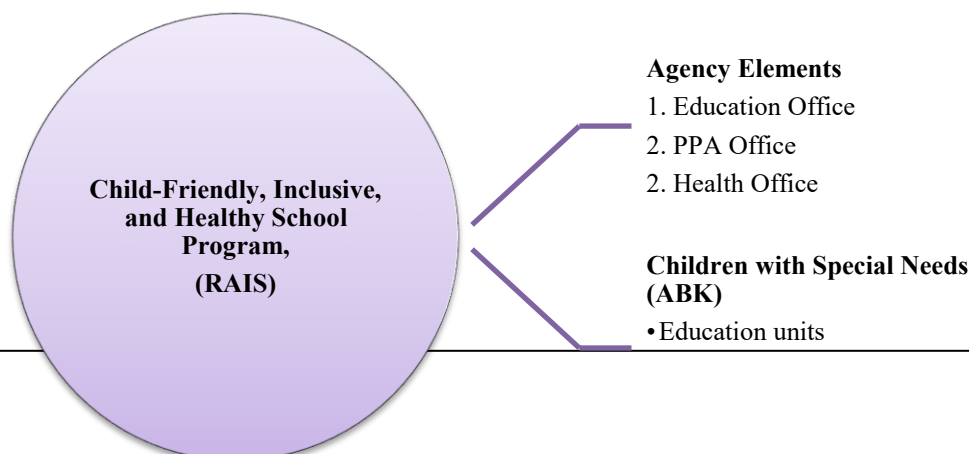 Child-Friendly, Inclusive,
and Healthy School
Program,
(RAIS)
Agency Elements
1. Education Office
2. PPA Office
2. Health Office
Children with Special Needs
(ABK)
•Education units